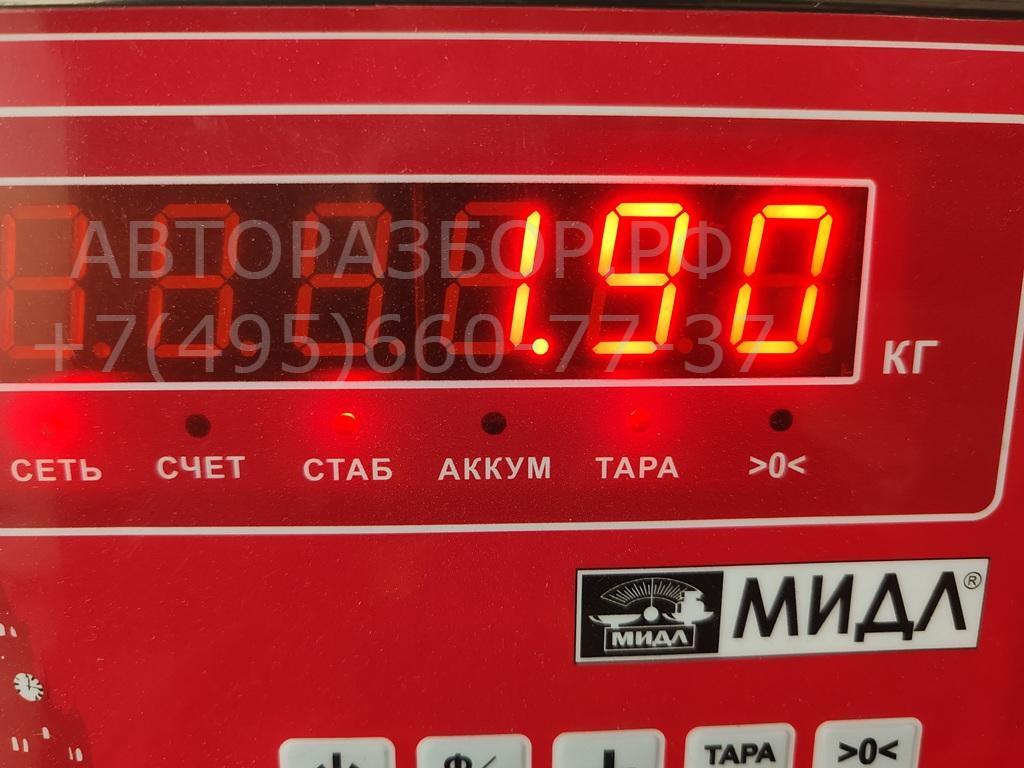 1.90
АВТОРАЗБОР.РФ
+7(495)660-77-37
КГ
СЕТЬ СЧЕТ СТАБ АККУМ ТАРА >0<
МИДЛ МИДЛ®
ТАРА >0<